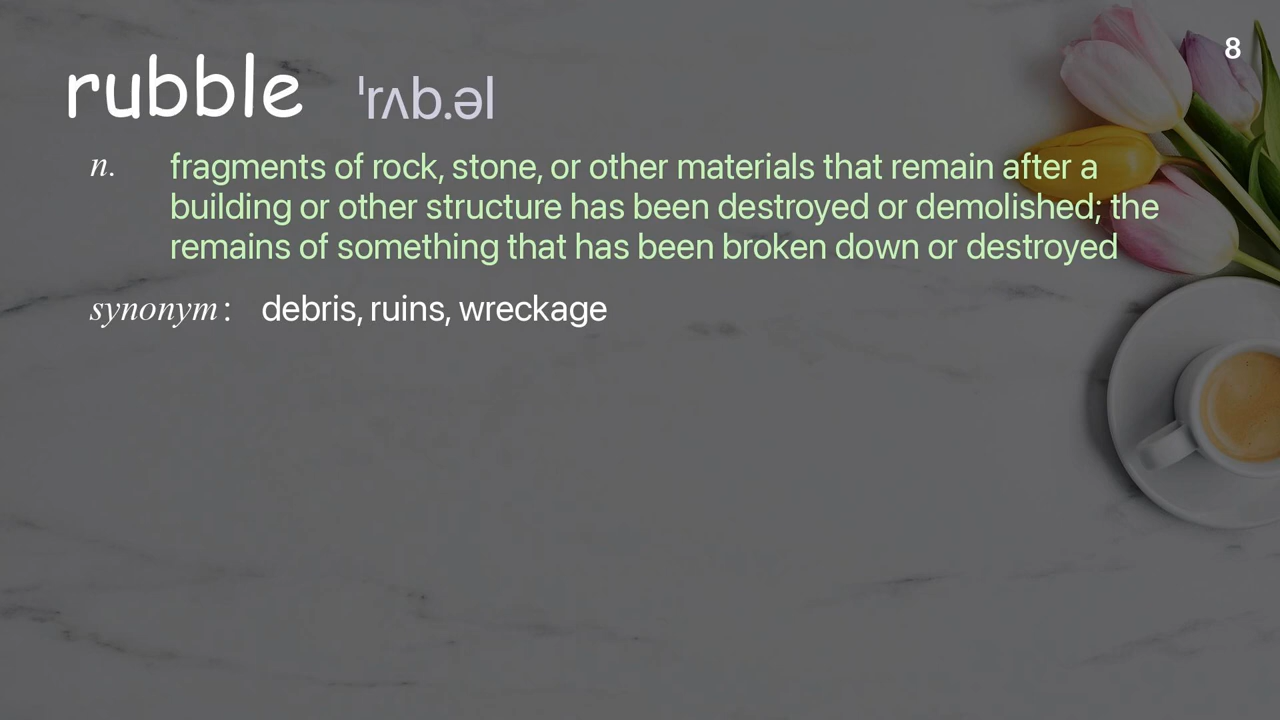 8
rubble ˈrʌb.əl
n. fragments of rock, stone, or other materials that remain after a
building or other structure has been destroyed or demolished; the
remains of something that has been broken down or destroyed
synonym: debris, ruins, wreckage